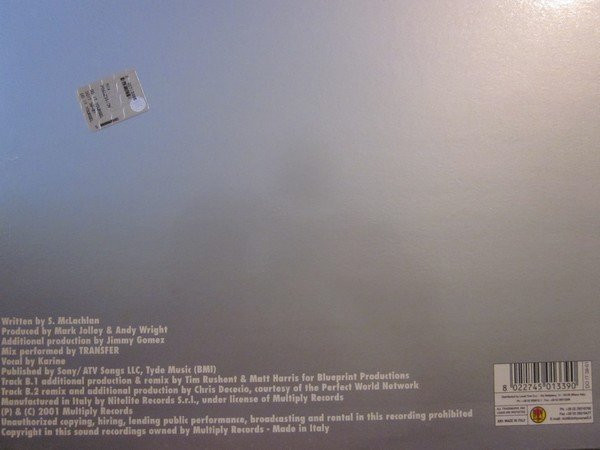 Written by S. McLachlan
Produced by Mark Jolley & Andy Wright
Additional production by Jimmy Gomez
Mix performed by TRANSFER
Vocal by Karine
Published by Sony/ ATV Songs LLC, Tyde Music (BMI)
Track B.1 additional production & remix by Tim Rushont & Matt Harris for Blueprint Productions
Track B.2 remix and additional production by Chris Desecio, courtesy of the Perfect World Network
Manufactured in Italy by Nitelite Records S.r.l., under license of Multiply Records
(P) & (C) 2001 Multiply Records
Unauthorized copying, hiring, lending public performance, broadcasting and rental in this recording prohibited
Copyright in this sound recordings owned by Multiply Records - Made in Italy
8 022745 013390